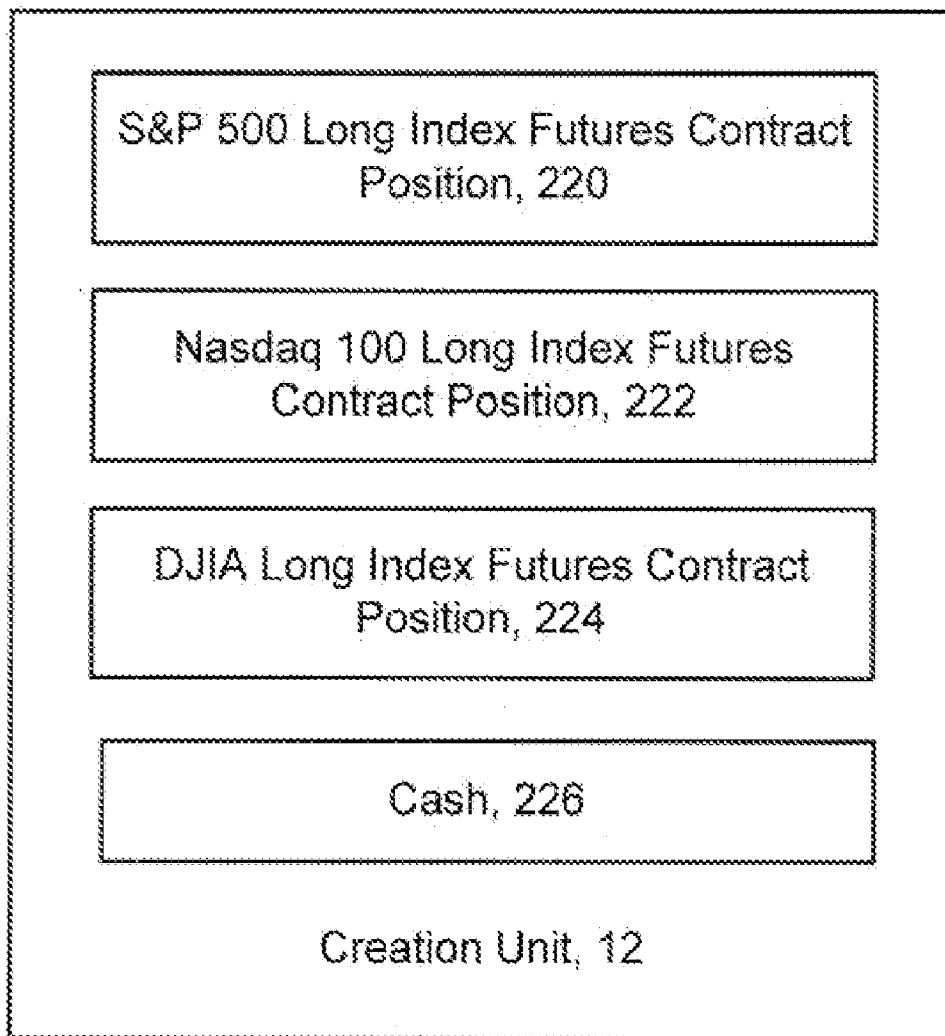 S&P 500 Long Index Futures Contract
Position, 220
Nasdaq 100 Long Index Futures
Contract Position, 222
DJIA Long Index Futures Contract
Position, 224
Cash, 226
Creation Unit, 12